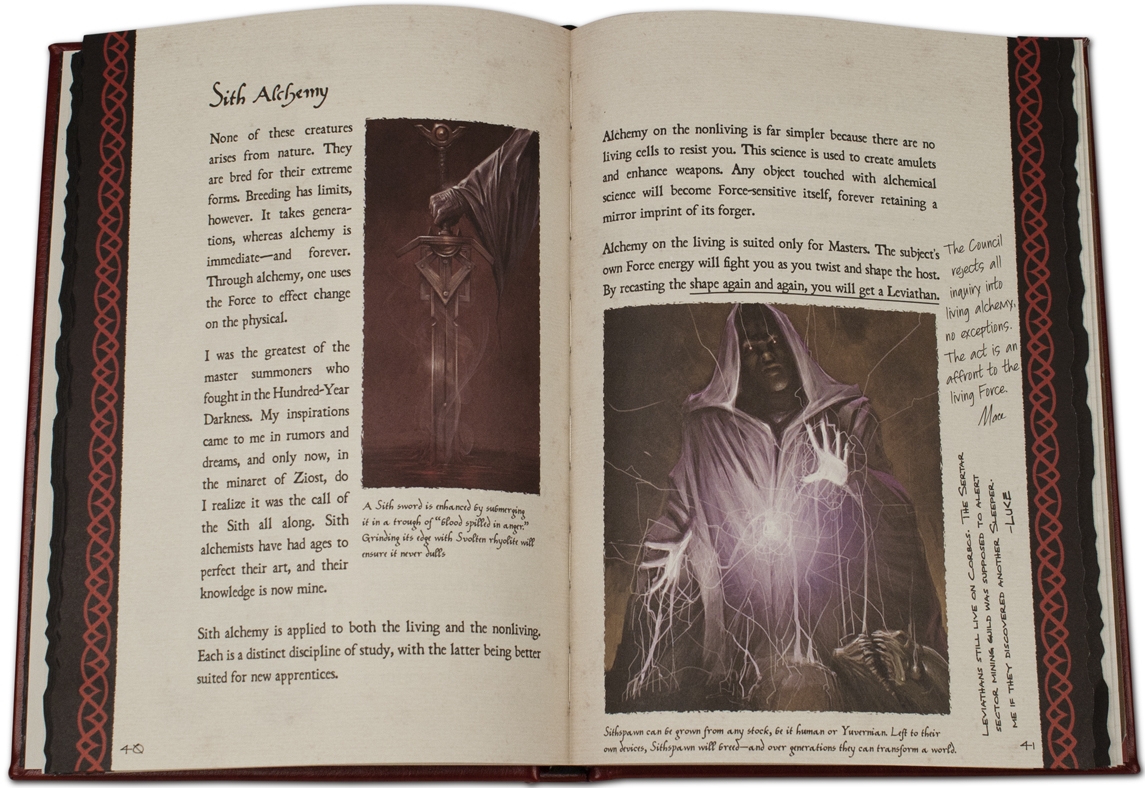 Sith Alchemy
None of these creatures
arises from nature. They
are bred for their extreme
forms. Breeding has limits,
however. It takes genera-
tions, whereas alchemy is
immediate—and forever.
Through alchemy, one uses
the Force to effect change
on the physical.
I was the greatest of the
master summoners who
fought in the Hundred-Year
Darkness. My inspirations
came to me in rumors and
dreams, and only now, in
the minaret of Ziost, do
I realize it was the call of
the Sith all along. Sith
alchemists have had ages to
perfect their art, and their
knowledge is now mine.
A Sith sword is enhanced by submerging
it in a trough of “blood spilled in anger.”
Grinding its edge with Svolten rhyolite will
ensure it never dulls
Sith alchemy is applied to both the living and the nonliving.
Each is a distinct discipline of study, with the latter being better
suited for new apprentices.
40
Alchemy on the nonliving is far simpler because there are no
living cells to resist you. This science is used to create amulets
and enhance weapons. Any object touched with alchemical
science will become Force-sensitive itself, forever retaining a
mirror imprint of its forger.
Alchemy on the living is suited only for Masters. The subject's
own Force energy will fight you as you twist and shape the host.
By recasting the shape again and again, you will get a Leviathan.
The Council
rejects all
inquiry into
living alchemy,
no exceptions.
The act is an
affront to the
living Force.
Mace
LEVIATHANS STILL LIVE ON CORBOS. THE SERTAR
SECTOR MINING GUILD WAS SUPPOSED TO ALERT
ME IF THEY DISCOVERED ANOTHER SLEEPER.
-LUKE
Sithspawn can be grown from any stock, be it human or Yuvernian. Left to their
own devices, Sithspawn will breed—and over generations they can transform a world.
41